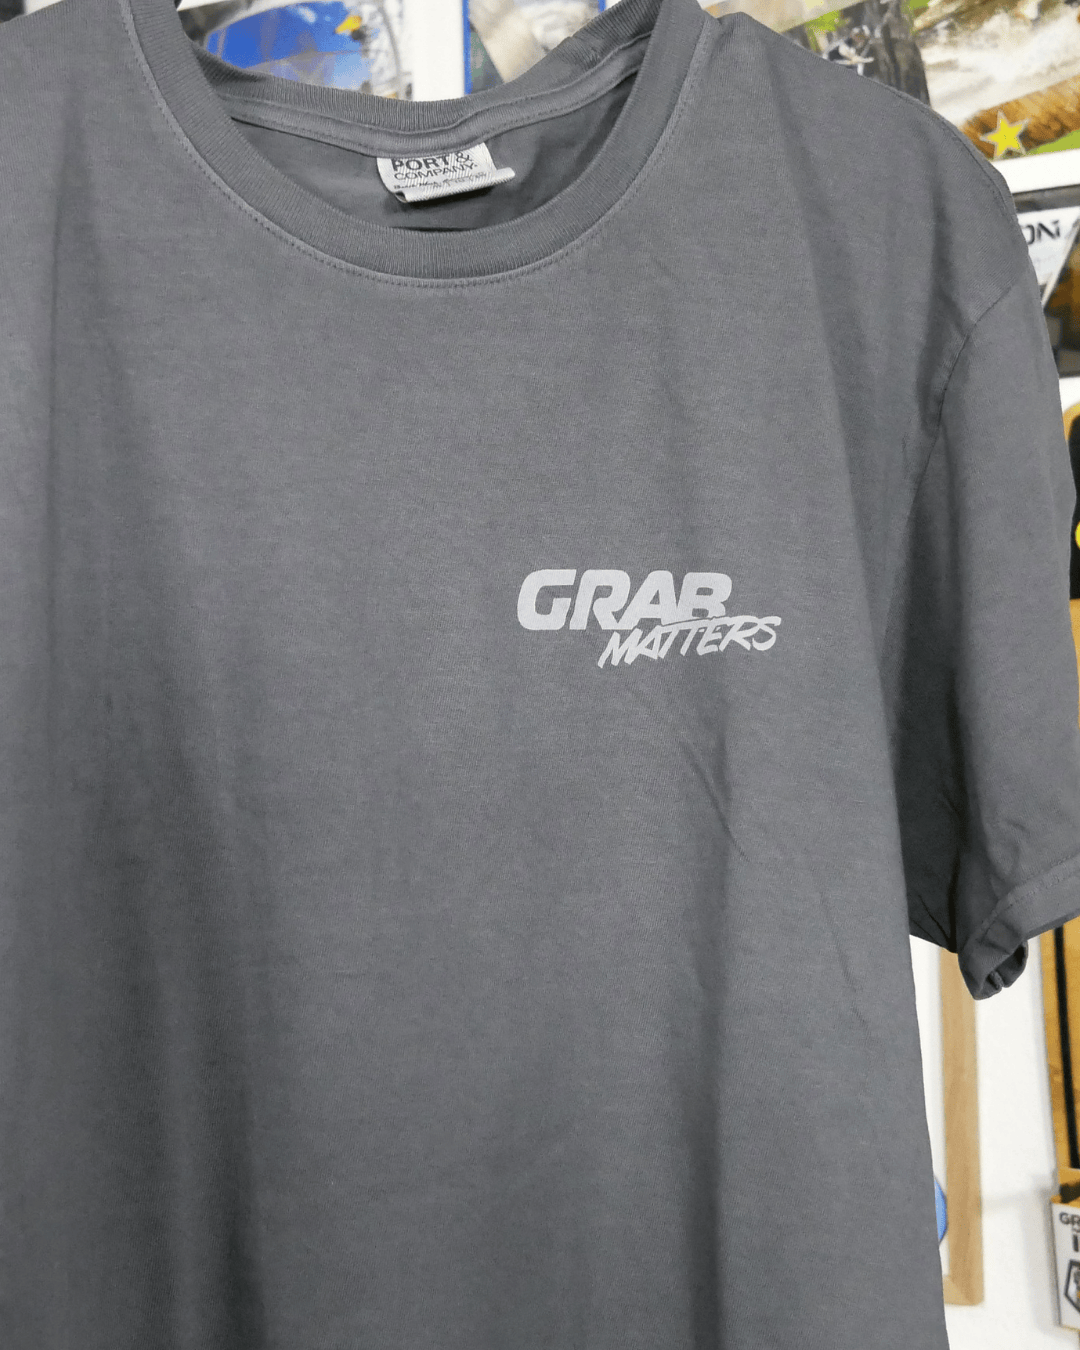 PORT &
COMPANY
GRAB
MATTERS